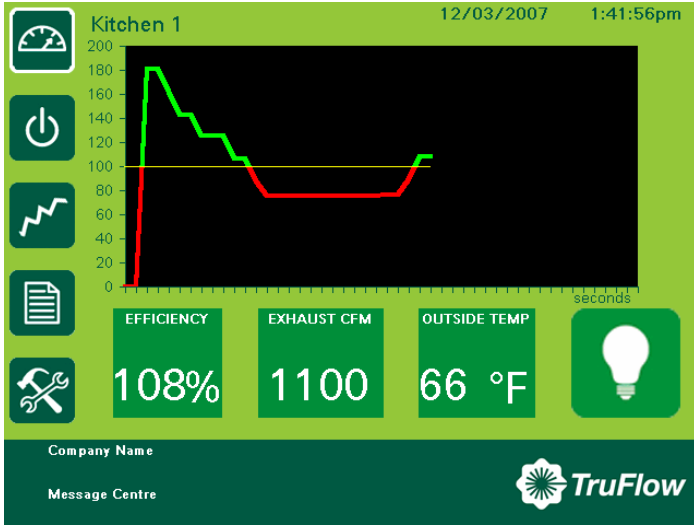 Kitchen 1
12/03/2007 1:41:56pm
200
180
160
140
120
100
80
60
40
20
0
seconds
EFFICIENCY
108%
EXHAUST CFM
1100
OUTSIDE TEMP
66 °F
Company Name
Message Centre
TruFlow